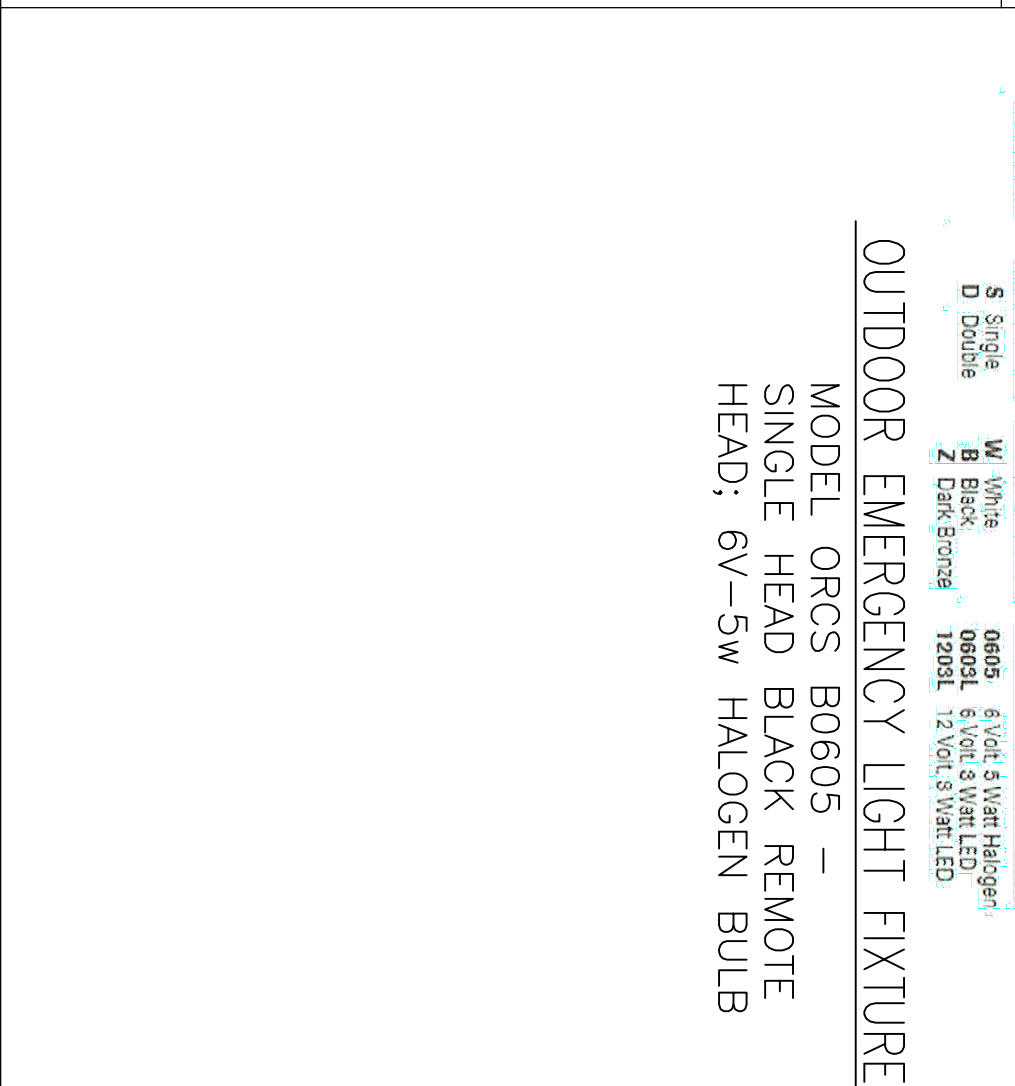 S Single W White 0605 6 Volt, 5 Watt Halogen
D Double B Black 0603L 6 Volt, 3 Watt LED
Z Dark Bronze 1203L 12 Volt, 3 Watt LED
OUTDOOR EMERGENCY LIGHT FIXTURE
MODEL ORCS B0605 –
SINGLE HEAD BLACK REMOTE
HEAD; 6V–5w HALOGEN BULB